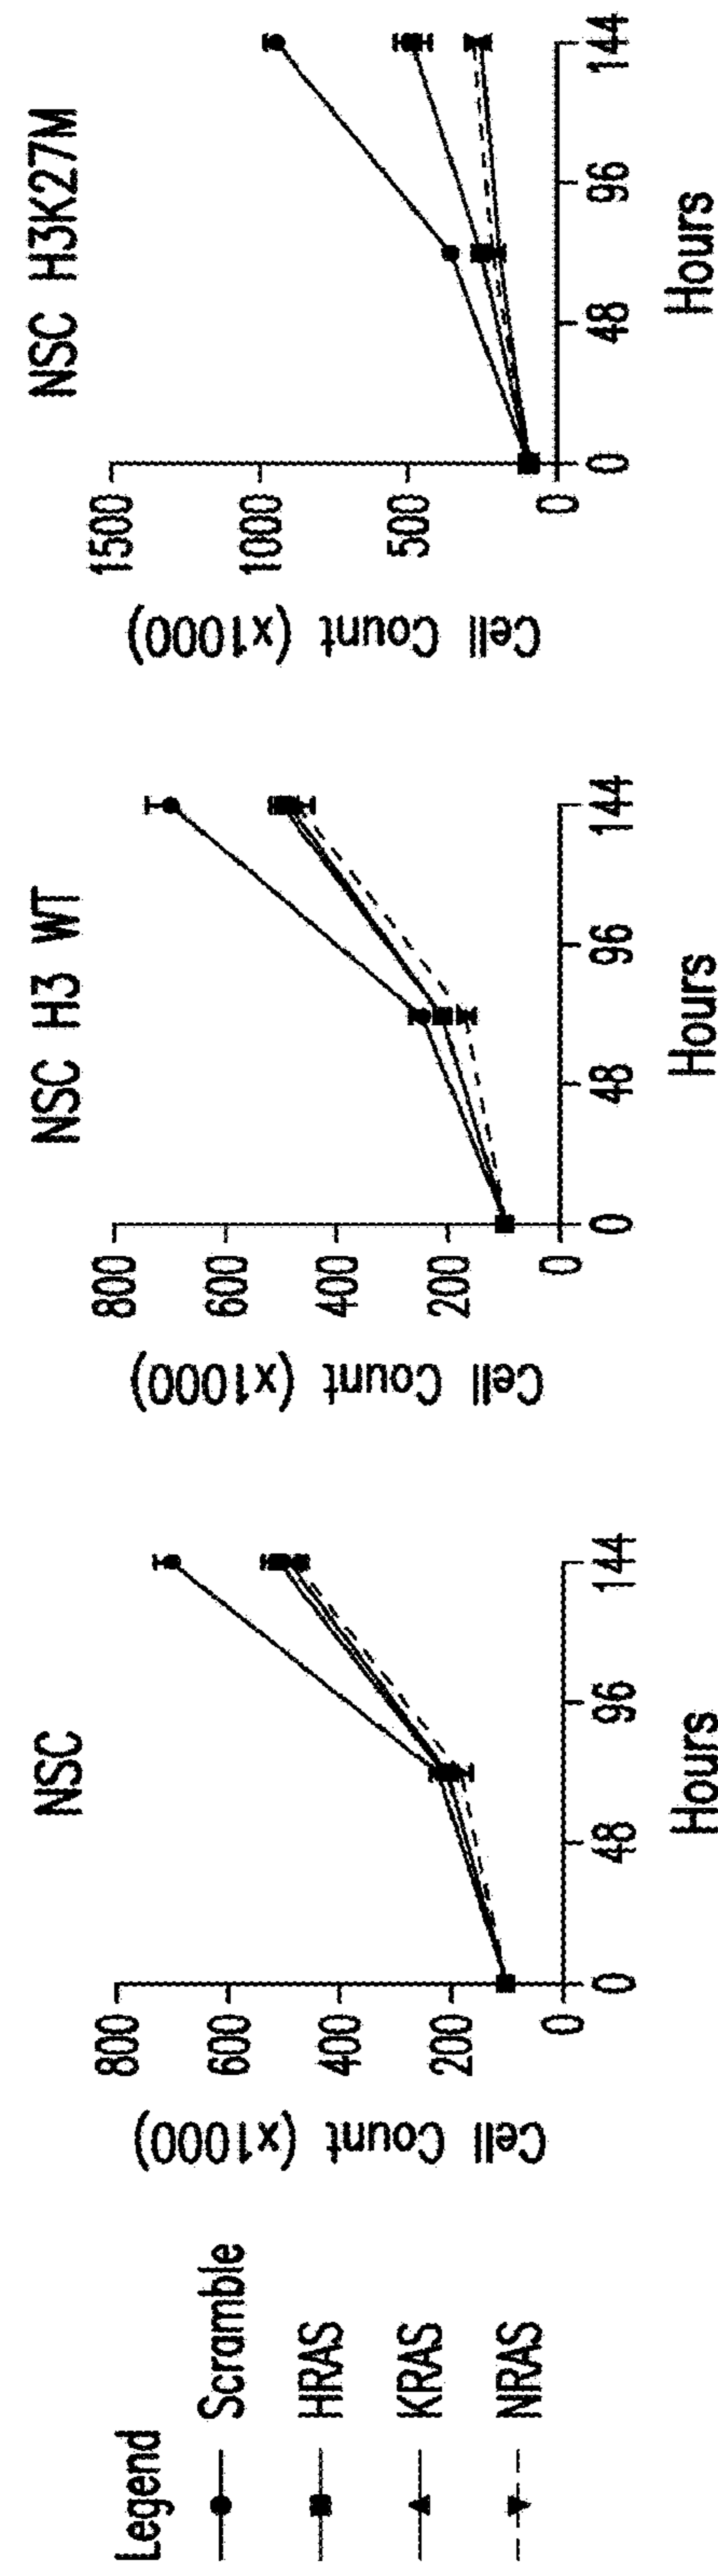 Legend
Scramble
HRAS
KRAS
NRAS
NSC
Cell Count (x1000)
800
600
400
200
0
0
48
96
144
Hours
NSC H3 WT
Cell Count (x1000)
800
600
400
200
0
0
48
96
144
Hours
NSC H3K27M
Cell Count (x1000)
1500
1000
500
0
0
48
96
144
Hours